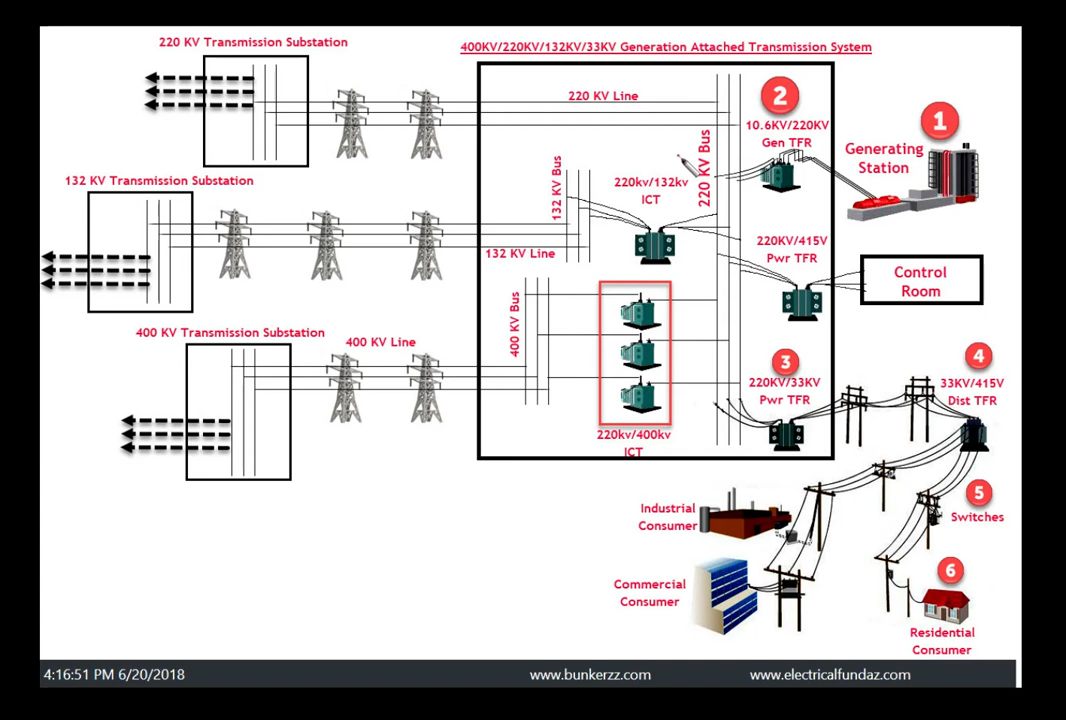 220 KV Transmission Substation
400KV/220KV/132KV/33KV Generation Attached Transmission System
220 KV Line
2
10.6KV/220KV
Gen TFR
1
Generating
Station
220 KV Bus
132 KV Transmission Substation
132 KV Bus
220kv/132kv
ICT
132 KV Line
220KV/415V
Pwr TFR
Control
Room
400 KV Transmission Substation
400 KV Line
400 KV Bus
220kv/400kv
ICT
3
220KV/33KV
Pwr TFR
4
33KV/415V
Dist TFR
5
Switches
Industrial
Consumer
Commercial
Consumer
6
Residential
Consumer
4:16:51 PM 6/20/2018
www.bunkerzz.com
www.electricalfundaz.com